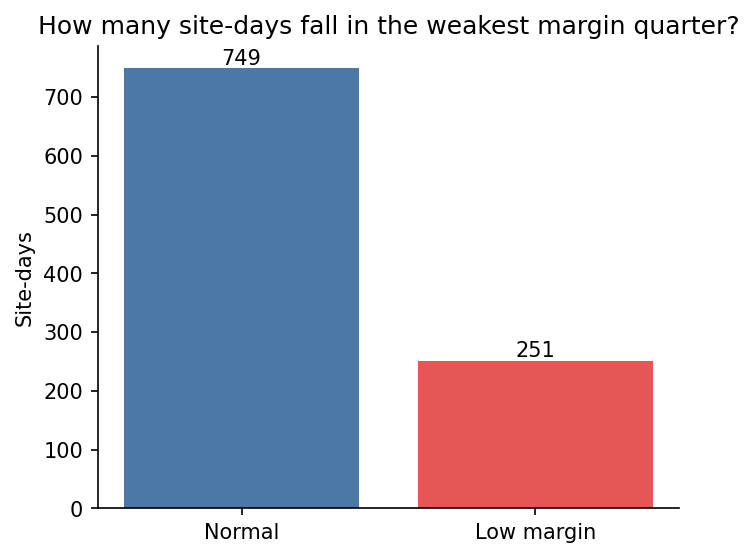 How many site-days fall in the weakest margin quarter?
749
251
Site-days
700
600
500
400
300
200
100
0
Normal
Low margin